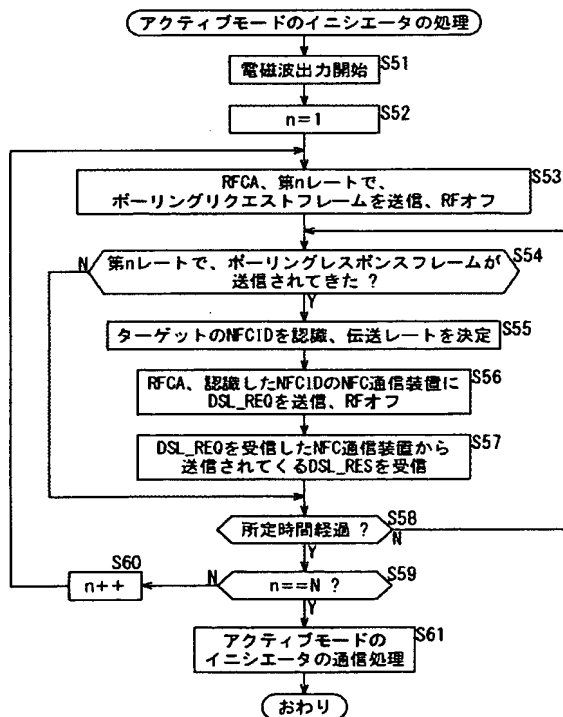 アクティブモードのイニシエータの処理
電磁波出力開始
S51
n=1
S52
RFCA、第nレートで、
ポーリングリクエストフレームを送信、RFオフ
S53
第nレートで、ポーリングレスポンスフレームが
送信されてきた ?
S54
N
Y
ターゲットのNFCIDを認識、伝送レートを決定
S55
RFCA、認識したNFCIDのNFC通信装置に
DSL_REQを送信、RFオフ
S56
DSL_REQを受信したNFC通信装置から
送信されてくるDSL_RESを受信
S57
所定時間経過 ?
S58
N
Y
n==N ?
S59
N
Y
S60
n++
アクティブモードの
イニシエータの通信処理
S61
おわり